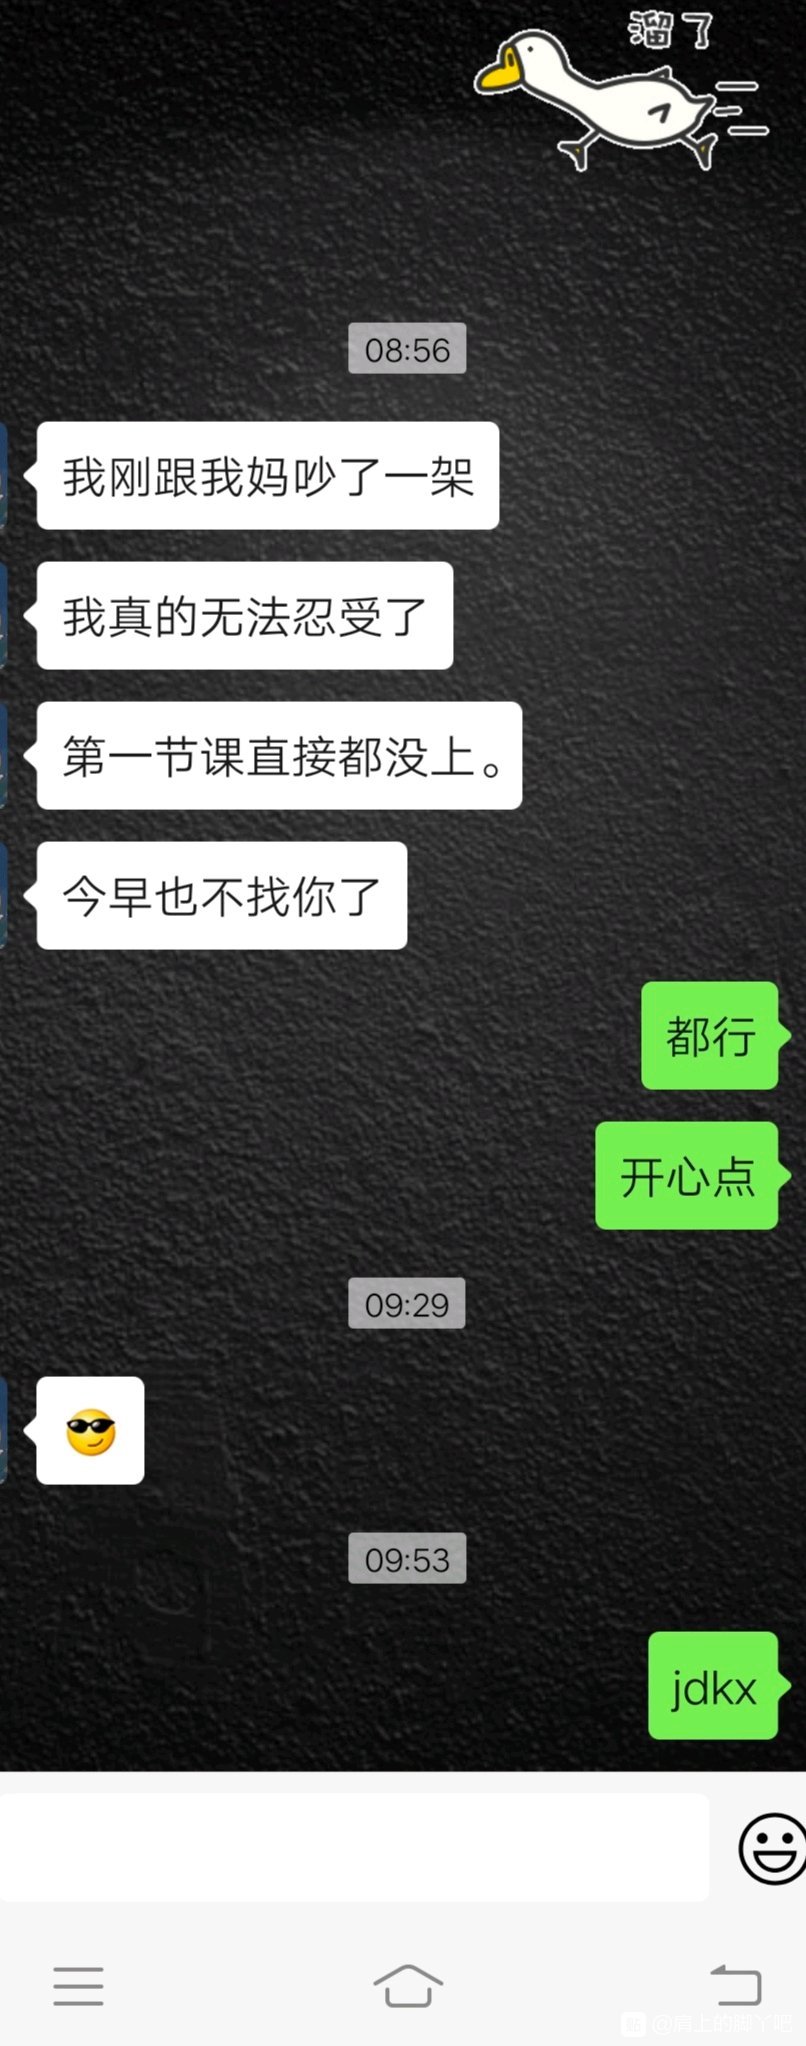 溜了
08:56
我刚跟我妈吵了一架
我真的无法忍受了
第一节课直接都没上。
今早也不找你了
都行
开心点
09:29
09:53
jdkx
@肩上的脚丫吧